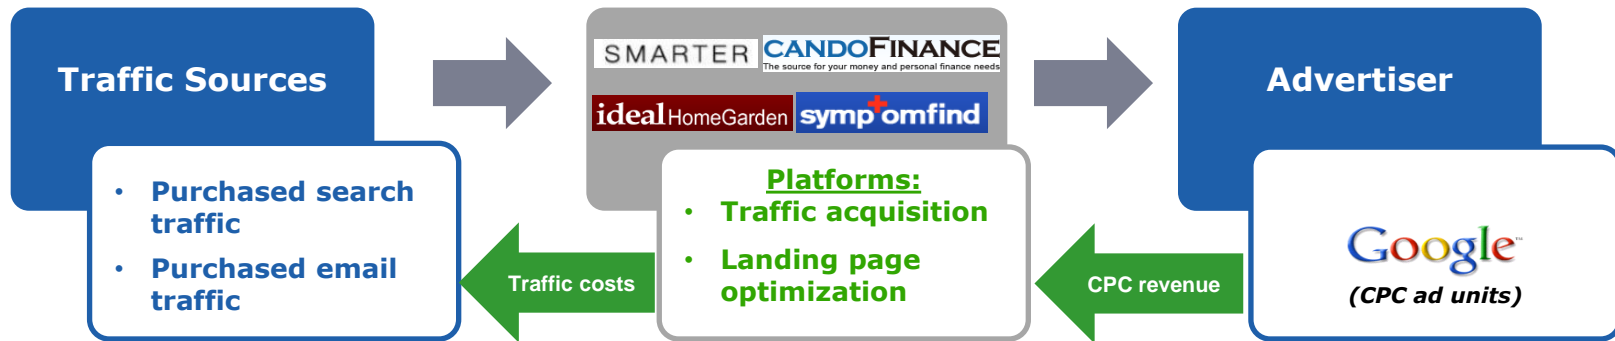 Traffic Sources
• Purchased search
traffic
• Purchased email
traffic
Traffic costs
SMARTER
CANDOFINANCE
The source for your money and personal finance needs
idealHomeGarden
symptomfind
Platforms:
• Traffic acquisition
• Landing page
optimization
CPC revenue
Advertiser
Google™
(CPC ad units)